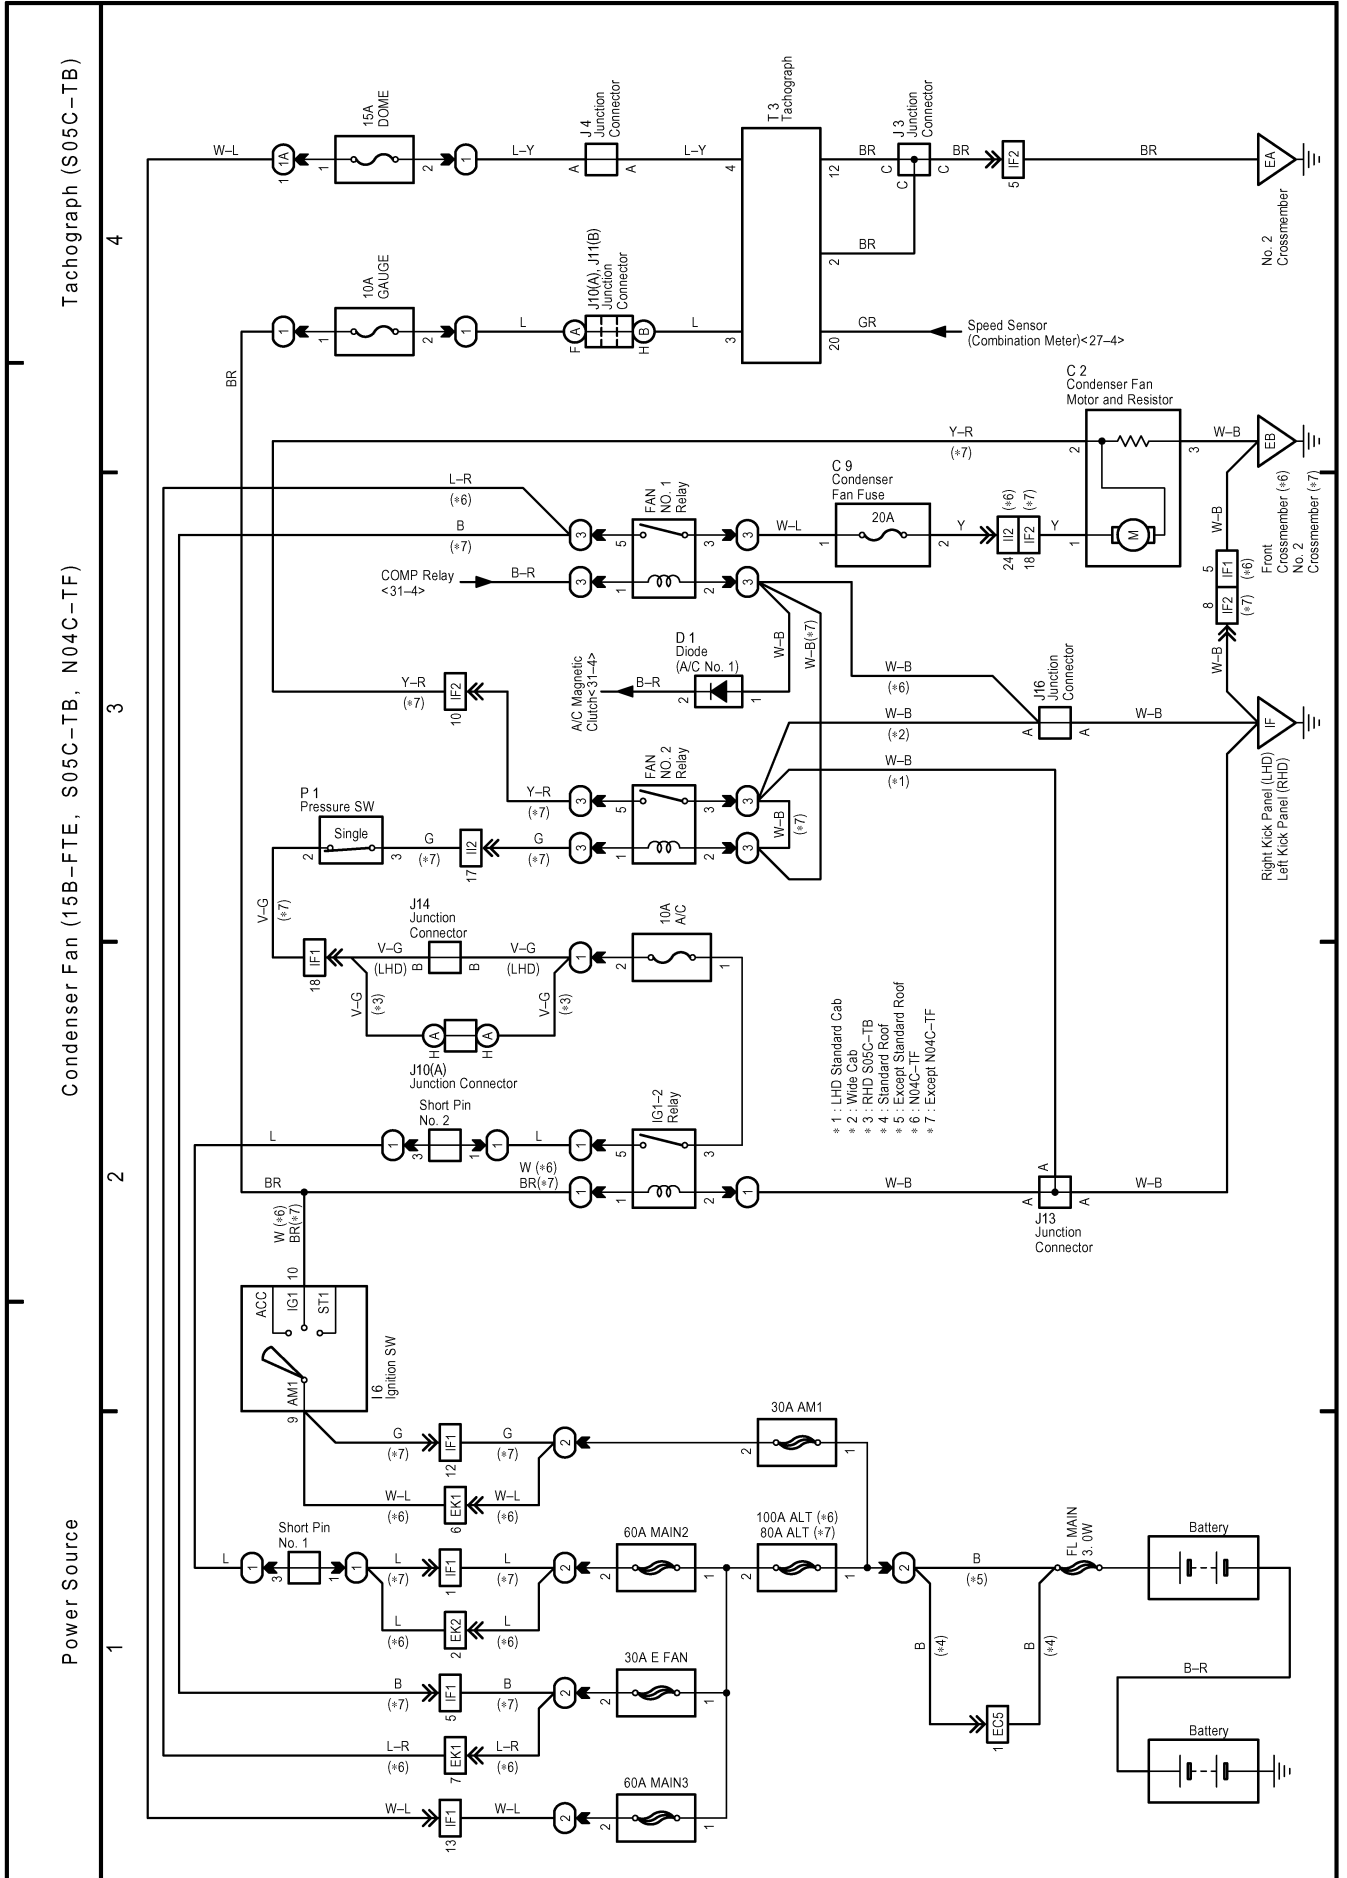 Tachograph (S05C–TB)
Condenser Fan (15B–FTE, S05C–TB, N04C–TF)
Power Source
4
3
2
1
W–L
1A
1
15A
DOME
2
1
L–Y
A
J 4
Junction
Connector
A
L–Y
4
T 3
Tachograph
12
BR
C
C
J 3
Junction
Connector
C
BR
IF2
5
BR
EA
No. 2
Crossmember
2
BR
BR
1
1
10A
GAUGE
2
1
L
F
A
J10(A), J11(B)
Junction
Connector
B
H
L
3
20
GR
Speed Sensor
(Combination Meter)<27–4>
C 2
Condenser Fan
Motor and Resistor
Y–R
(∗7)
2
3
W–B
EB
Front
Crossmember (∗6)
No. 2
Crossmember (∗7)
L–R
(∗6)
B
(∗7)
3
5
FAN
NO. 1
Relay
3
3
W–L
C 9
Condenser
Fan Fuse
20A
1
2
Y
II2
IF2
(∗6)
(∗7)
24
18
Y
1
M
W–B
COMP Relay
<31–4>
B–R
3
1
2
3
5
IF1
(∗6)
8
IF2
(∗7)
W–B
W–B
W–B(∗7)
D 1
Diode
(A/C No. 1)
A/C Magnetic
Clutch<31–4>
B–R
2
1
W–B
(∗6)
J16
Junction
Connector
A
A
W–B
IF
Right Kick Panel (LHD)
Left Kick Panel (RHD)
Y–R
(∗7)
IF2
10
W–B
(∗2)
W–B
(∗1)
FAN
NO. 2
Relay
Y–R
(∗7)
3
5
3
3
W–B
(∗7)
P 1
Pressure SW
Single
2
3
G
(∗7)
II2
17
G
(∗7)
3
1
2
3
V–G
(∗7)
IF1
18
V–G
(LHD)
B
J14
Junction
Connector
B
V–G
(LHD)
1
2
10A
A/C
1
V–G
(∗3)
H
A
A
H
J10(A)
Junction Connector
V–G
(∗3)
∗ 1 : LHD Standard Cab
∗ 2 : Wide Cab
∗ 3 : RHD S05C–TB
∗ 4 : Standard Roof
∗ 5 : Except Standard Roof
∗ 6 : N04C–TF
∗ 7 : Except N04C–TF
Short Pin
No. 2
L
1
3
1
1
L
1
5
IG1–2
Relay
3
BR
W (∗6)
BR(∗7)
1
1
2
1
W–B
A
A
A
J13
Junction
Connector
W–B
W (∗6)
BR(∗7)
10
ACC
IG1
ST1
AM1
9
I 6
Ignition SW
G
(∗7)
IF1
12
G
(∗7)
2
30A AM1
2
1
W–L
(∗6)
EK1
6
W–L
(∗6)
Short Pin
No. 1
L
1
3
1
1
L
(∗7)
IF1
1
L
(∗7)
2
60A MAIN2
2
1
100A ALT (∗6)
80A ALT (∗7)
2
1
2
B
(∗5)
FL MAIN
3. 0W
Battery
L
(∗6)
EK2
2
L
(∗6)
B
(∗4)
B
(∗4)
EC5
1
B–R
B
(∗7)
IF1
5
B
(∗7)
2
30A E FAN
2
1
L–R
(∗6)
EK1
7
L–R
(∗6)
Battery
W–L
IF1
13
W–L
2
60A MAIN3
2
1